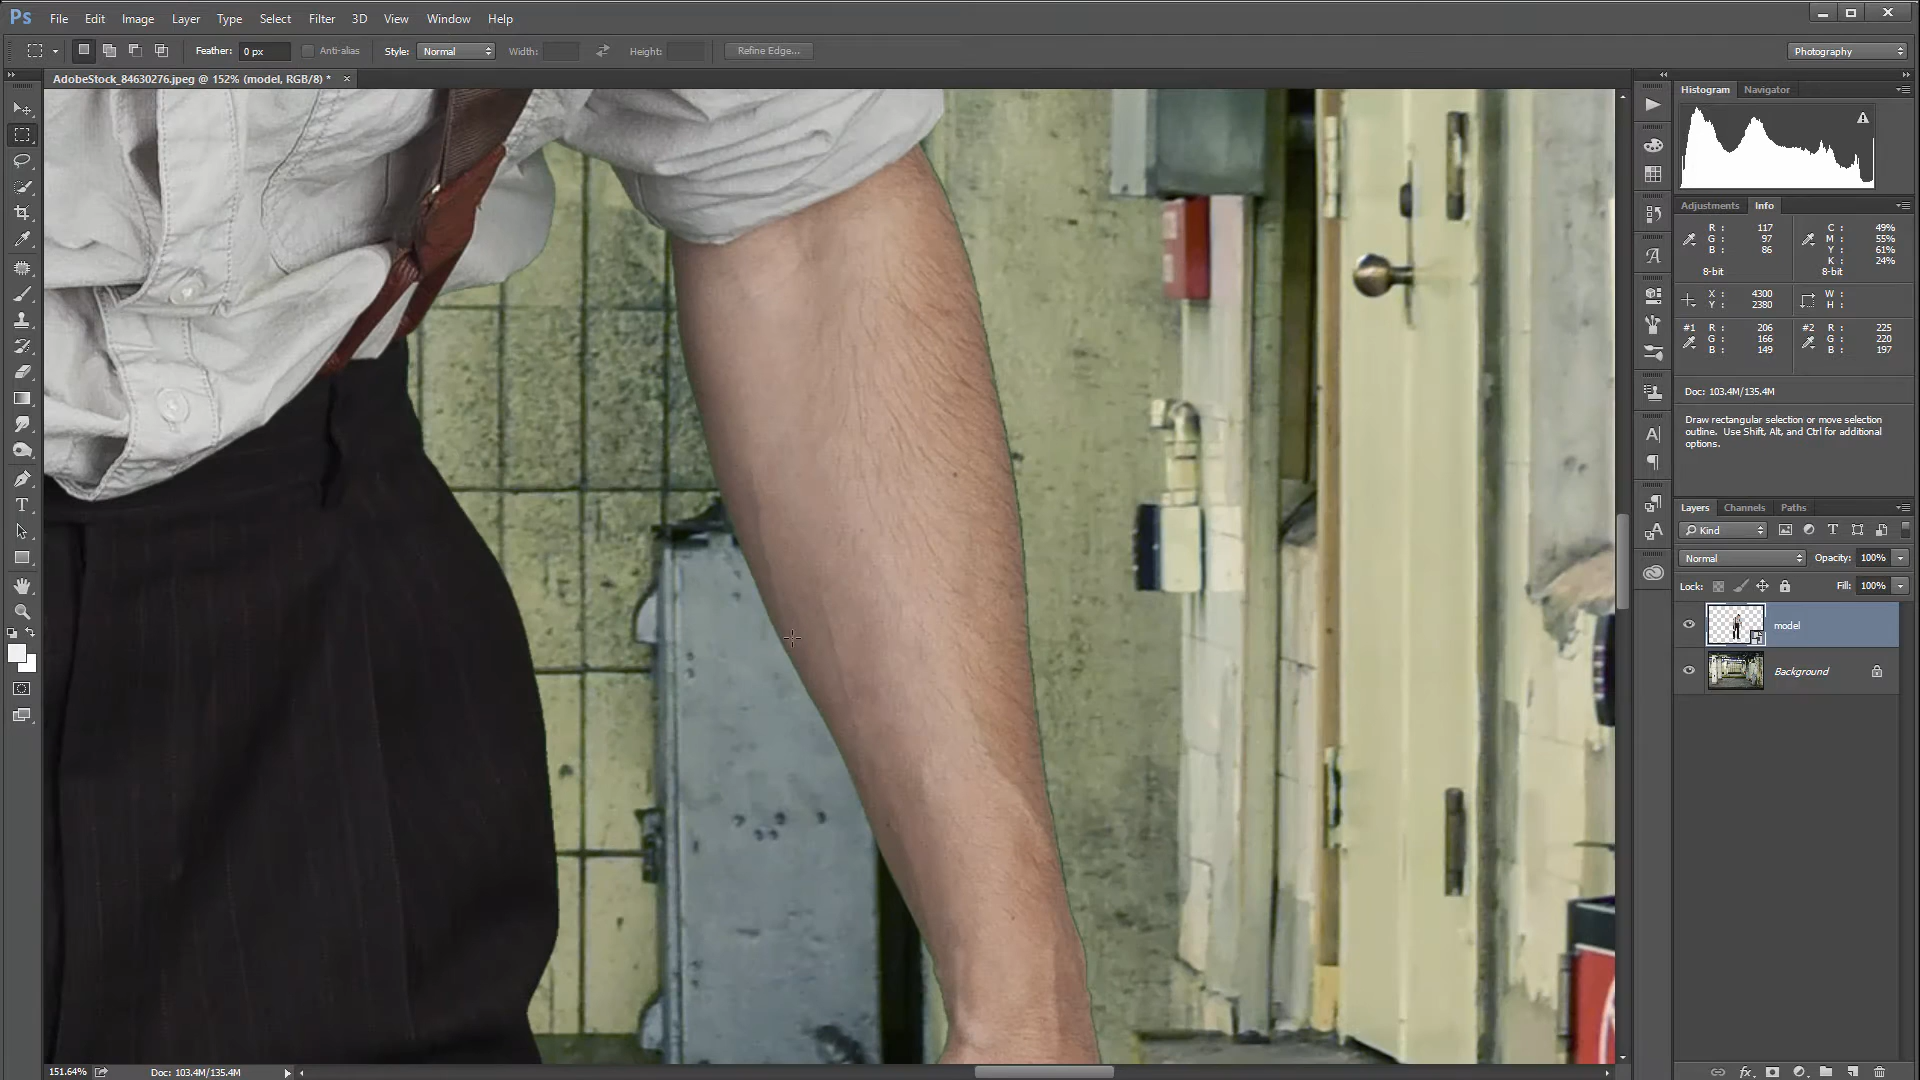 Ps File Edit Image Layer Type Select Filter 3D View Window Help
Feather: 0 px Anti-alias Style: Normal Width: Height: Refine Edge... Photography
AdobeStock_84630276.jpeg @ 152% (model, RGB/8) * ×
Histogram Navigator
Adjustments Info
R: 117 C: 49%
G: 97 M: 55%
B: 86 Y: 61%
K: 24%
8-bit 8-bit
X: 4300 W:
Y: 2380 H:
#1 R: 206 #2 R: 225
G: 166 G: 220
B: 149 B: 197
Doc: 103.4M/135.4M
Draw rectangular selection or move selection
outline. Use Shift, Alt, and Ctrl for additional
options.
Layers Channels Paths
Kind
Normal Opacity: 100%
Lock: Fill: 100%
model
Background
151.64% Doc: 103.4M/135.4M